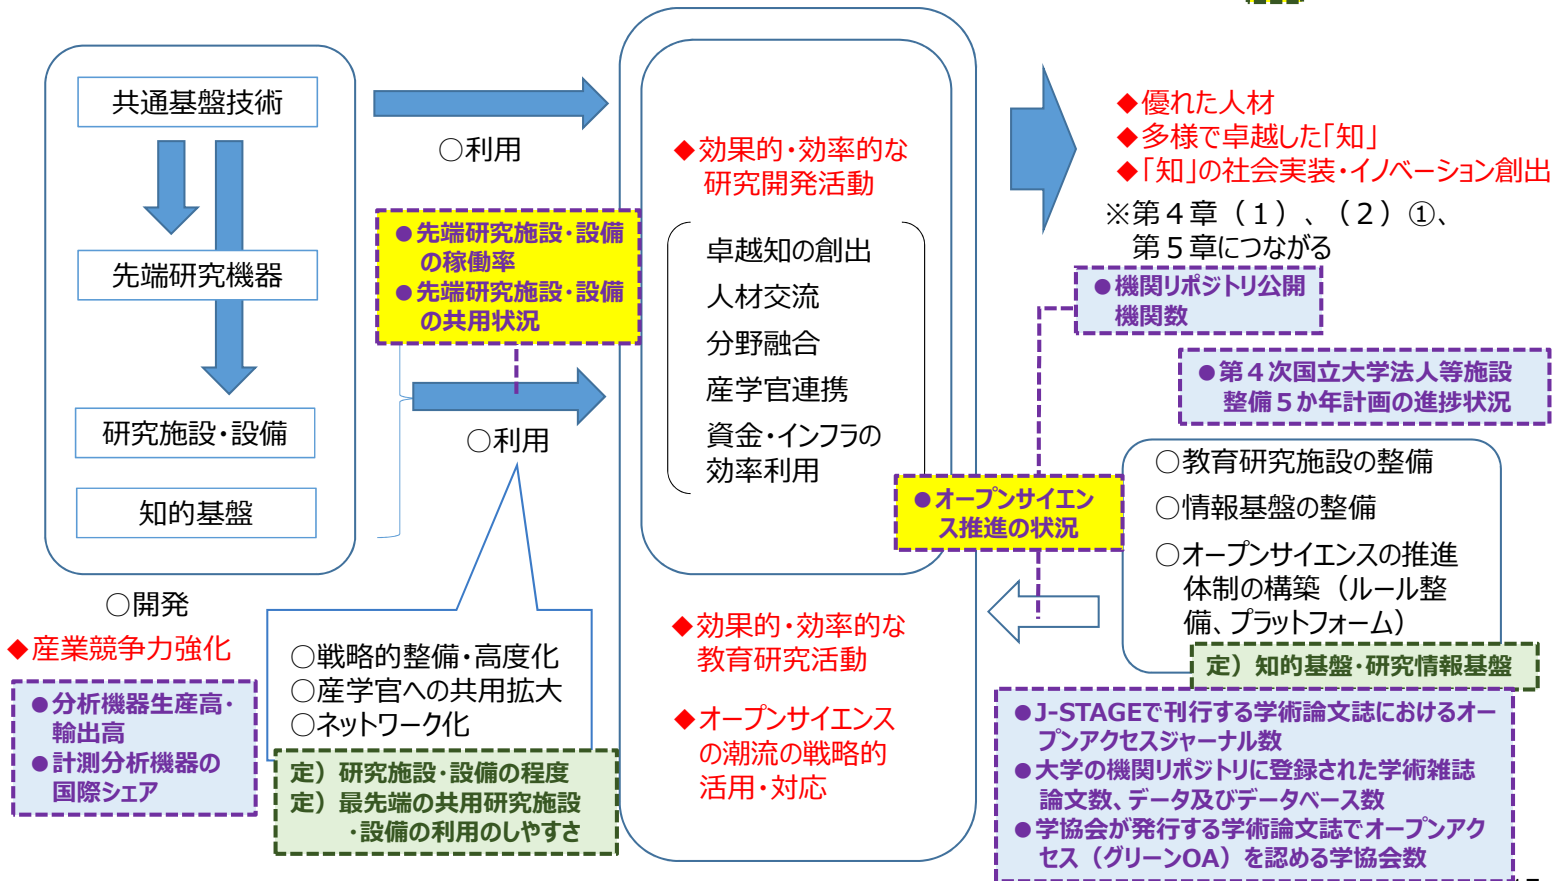 共通基盤技術
先端研究機器
研究施設・設備
知的基盤
○開発
◆産業競争力強化
●分析機器生産高・
輸出高
●計測分析機器の
国際シェア
○利用
●先端研究施設・設備
の稼働率
●先端研究施設・設備
の共用状況
○利用
○戦略的整備・高度化
○産学官への共用拡大
○ネットワーク化
定）研究施設・設備の程度
定）最先端の共用研究施設
・設備の利用のしやすさ
◆効果的・効率的な
研究開発活動
卓越知の創出
人材交流
分野融合
産学官連携
資金・インフラの
効率利用
◆効果的・効率的な
教育研究活動
◆オープンサイエンス
の潮流の戦略的
活用・対応
◆優れた人材
◆多様で卓越した「知」
◆「知」の社会実装・イノベーション創出
※第４章（１）、（２）①、
第５章につながる
●機関リポジトリ公開
機関数
●第４次国立大学法人等施設
整備５か年計画の進捗状況
●オープンサイエン
ス推進の状況
○教育研究施設の整備
○情報基盤の整備
○オープンサイエンスの推進
体制の構築（ルール整
備、プラットフォーム）
定）知的基盤・研究情報基盤
●J-STAGEで刊行する学術論文誌におけるオー
プンアクセスジャーナル数
●大学の機関リポジトリに登録された学術雑誌
論文数、データ及びデータベース数
●学協会が発行する学術論文誌でオープンアク
セス（グリーンOA）を認める学協会数